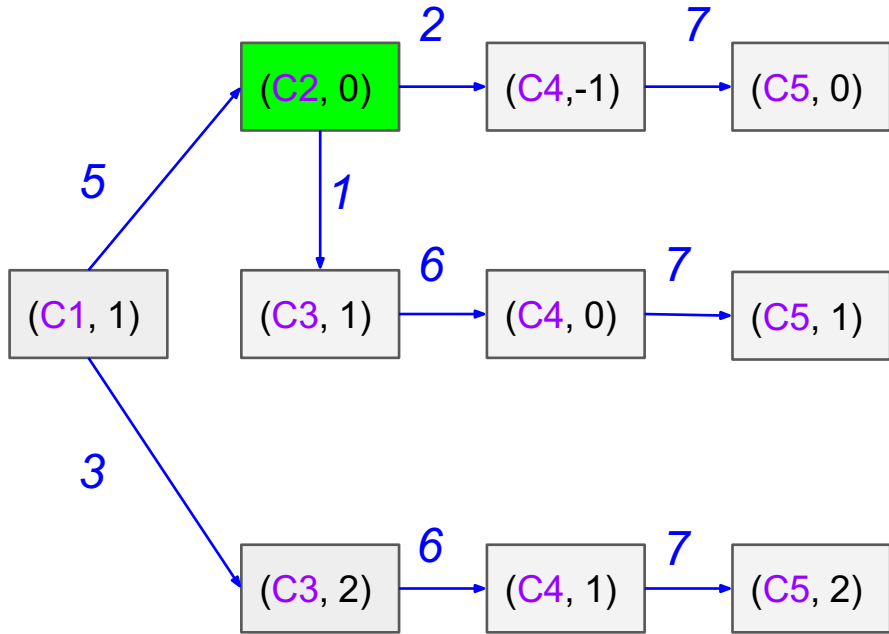 2
7
(C2, 0)
(C4,-1)
(C5, 0)
5
1
6
7
(C1, 1)
(C3, 1)
(C4, 0)
(C5, 1)
3
6
7
(C3, 2)
(C4, 1)
(C5, 2)